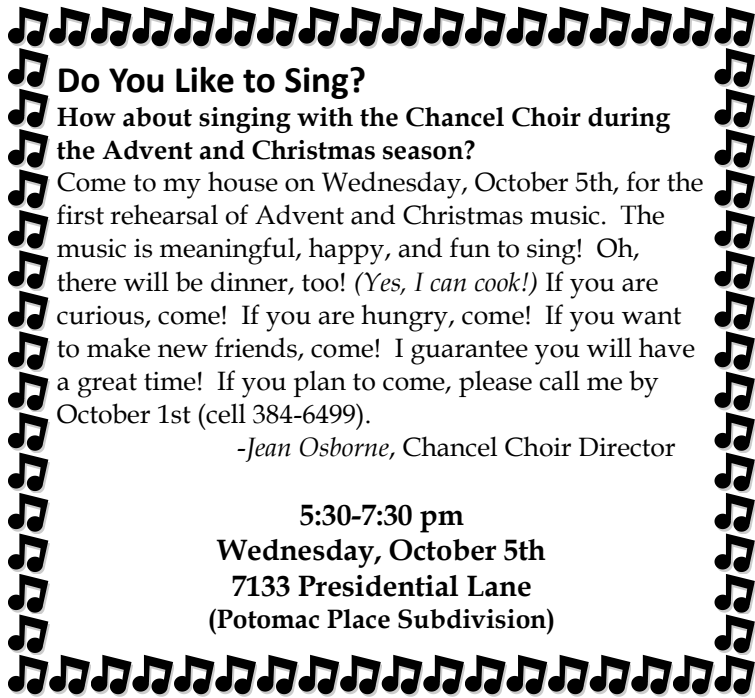 Do You Like to Sing?
How about singing with the Chancel Choir during
the Advent and Christmas season?
Come to my house on Wednesday, October 5th, for the
first rehearsal of Advent and Christmas music.  The
music is meaningful, happy, and fun to sing!  Oh,
there will be dinner, too! (Yes, I can cook!) If you are
curious, come!  If you are hungry, come!  If you want
to make new friends, come!  I guarantee you will have
a great time!  If you plan to come, please call me by
October 1st (cell 384-6499).
-Jean Osborne, Chancel Choir Director
5:30-7:30 pm
Wednesday, October 5th
7133 Presidential Lane
(Potomac Place Subdivision)